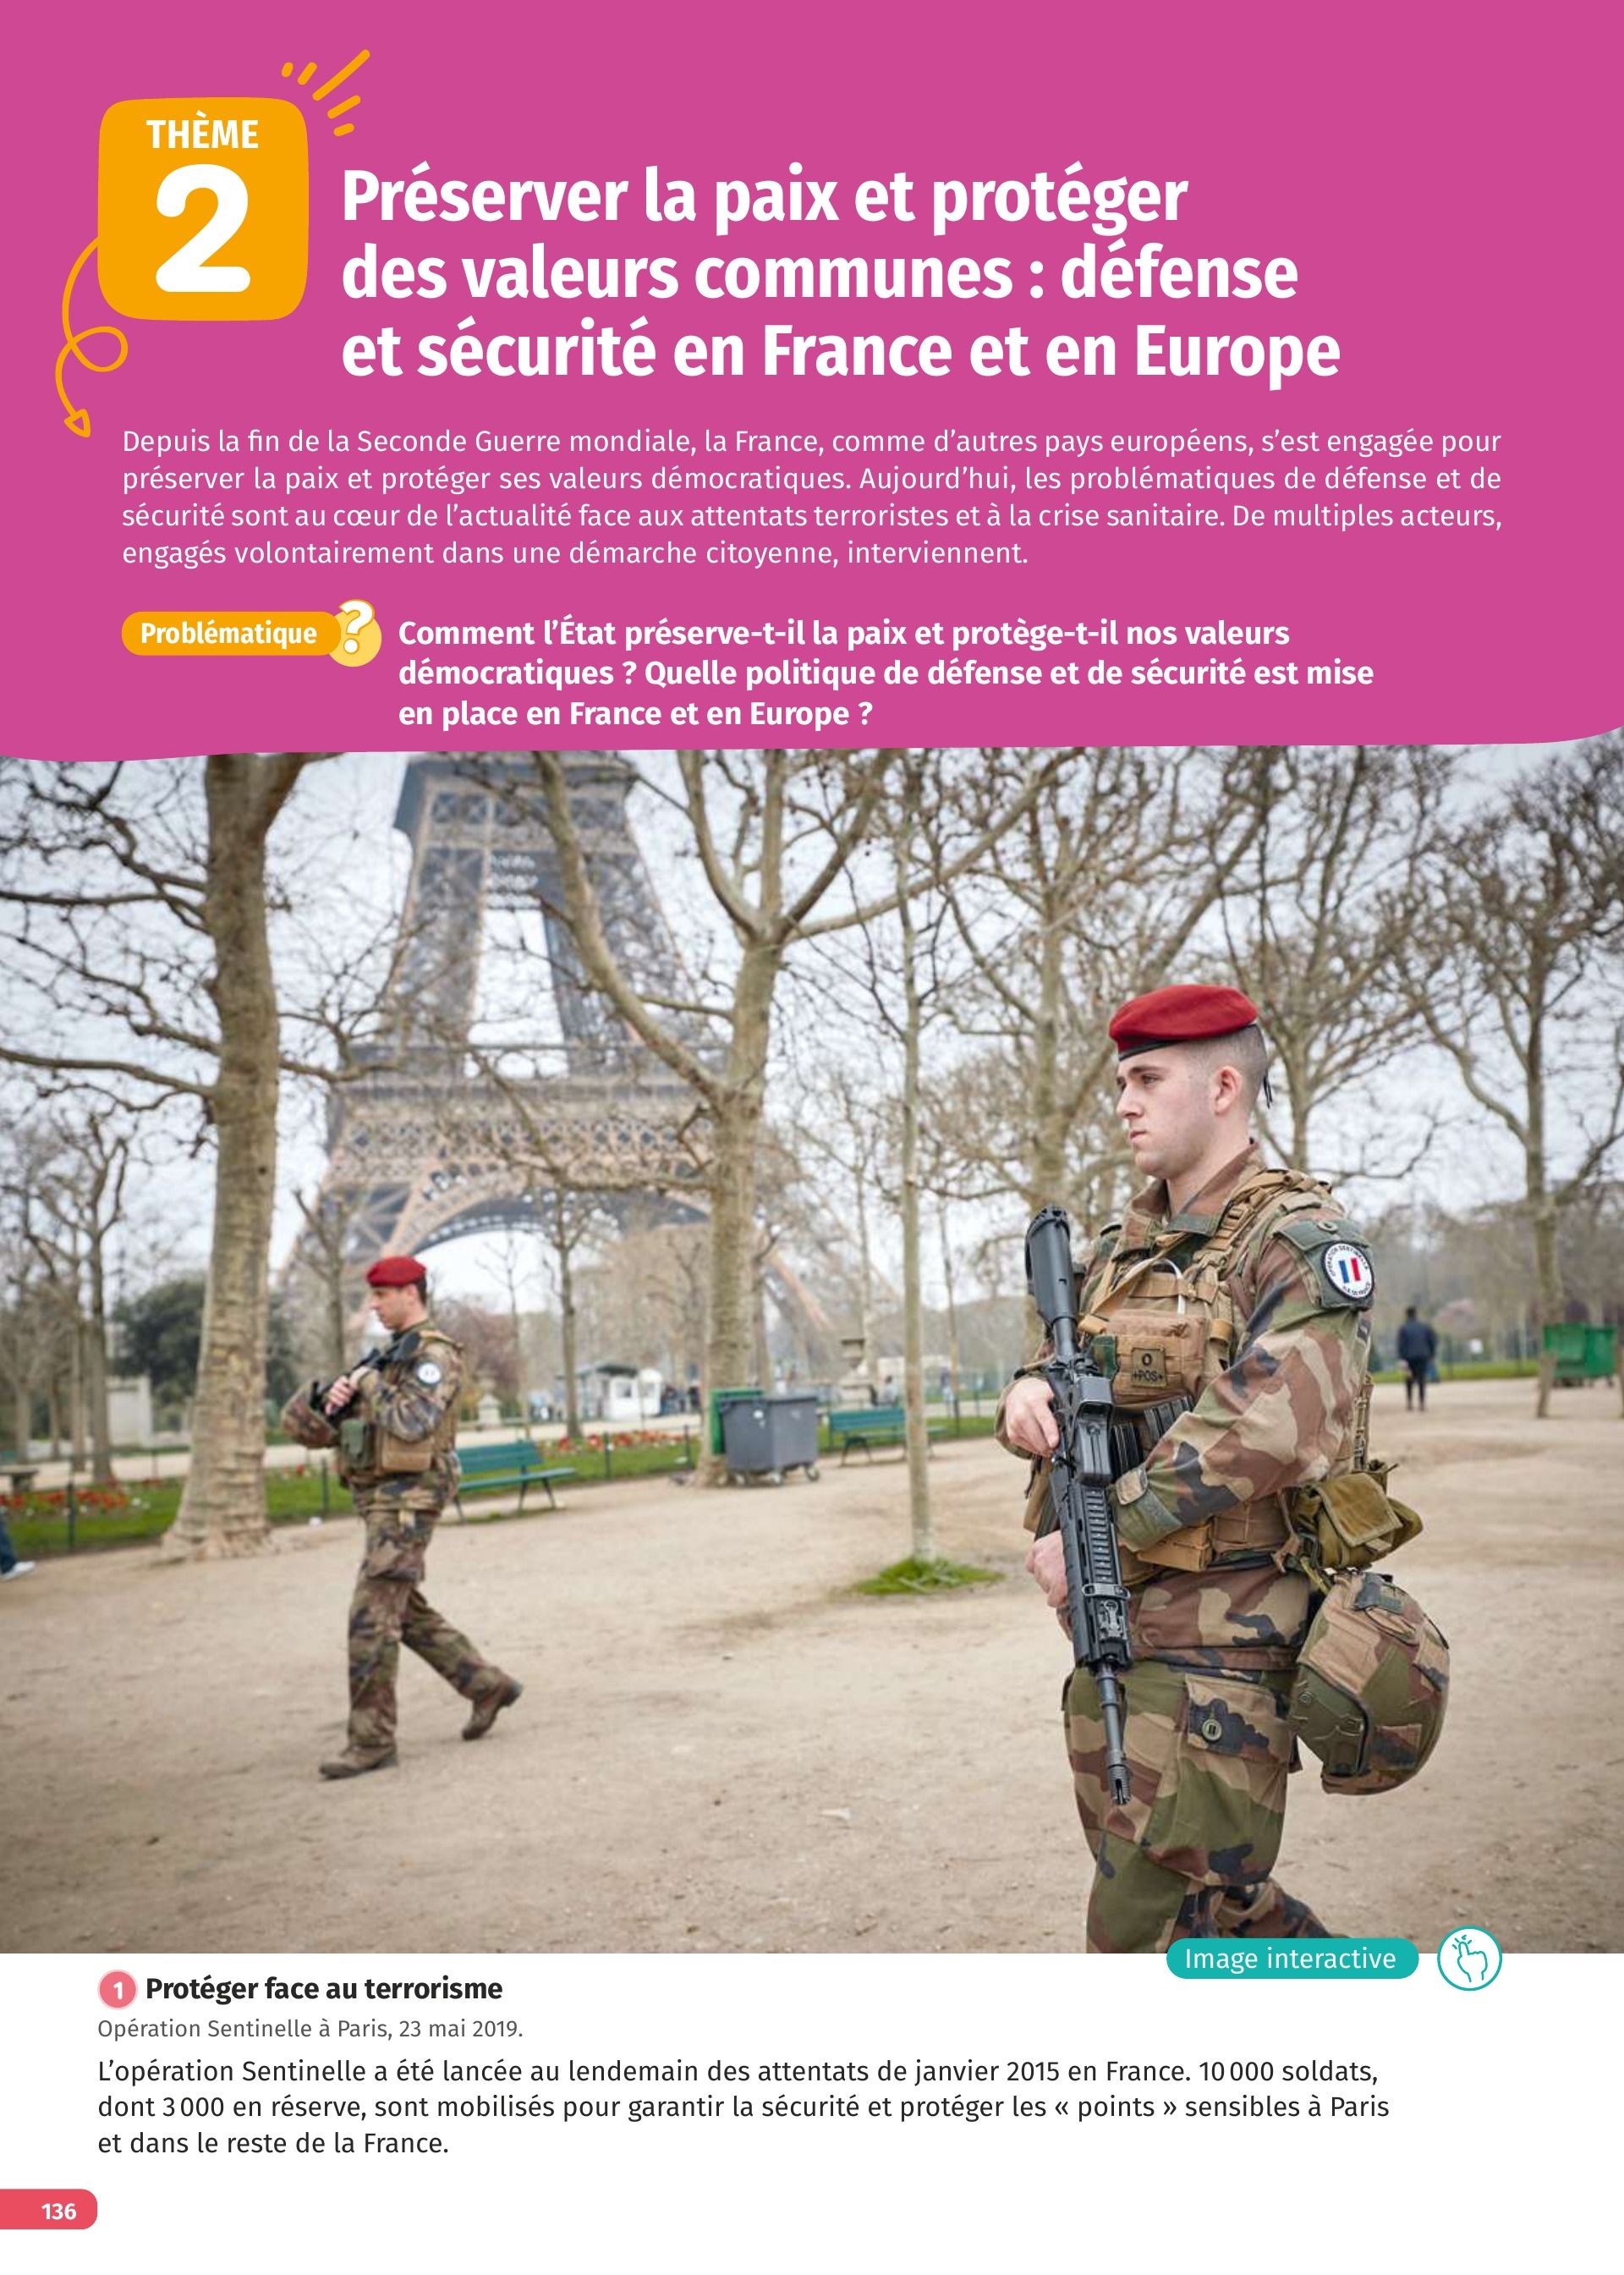 THÈME
2
Préserver la paix et protéger
des valeurs communes : défense
et sécurité en France et en Europe
Depuis la fin de la Seconde Guerre mondiale, la France, comme d’autres pays européens, s’est engagée pour
préserver la paix et protéger ses valeurs démocratiques. Aujourd’hui, les problématiques de défense et de
sécurité sont au cœur de l’actualité face aux attentats terroristes et à la crise sanitaire. De multiples acteurs,
engagés volontairement dans une démarche citoyenne, interviennent.
Problématique ?
Comment l’État préserve-t-il la paix et protège-t-il nos valeurs
démocratiques ? Quelle politique de défense et de sécurité est mise
en place en France et en Europe ?
O
+POS+
Image interactive
1 Protéger face au terrorisme
Opération Sentinelle à Paris, 23 mai 2019.
L’opération Sentinelle a été lancée au lendemain des attentats de janvier 2015 en France. 10 000 soldats,
dont 3 000 en réserve, sont mobilisés pour garantir la sécurité et protéger les « points » sensibles à Paris
et dans le reste de la France.
136